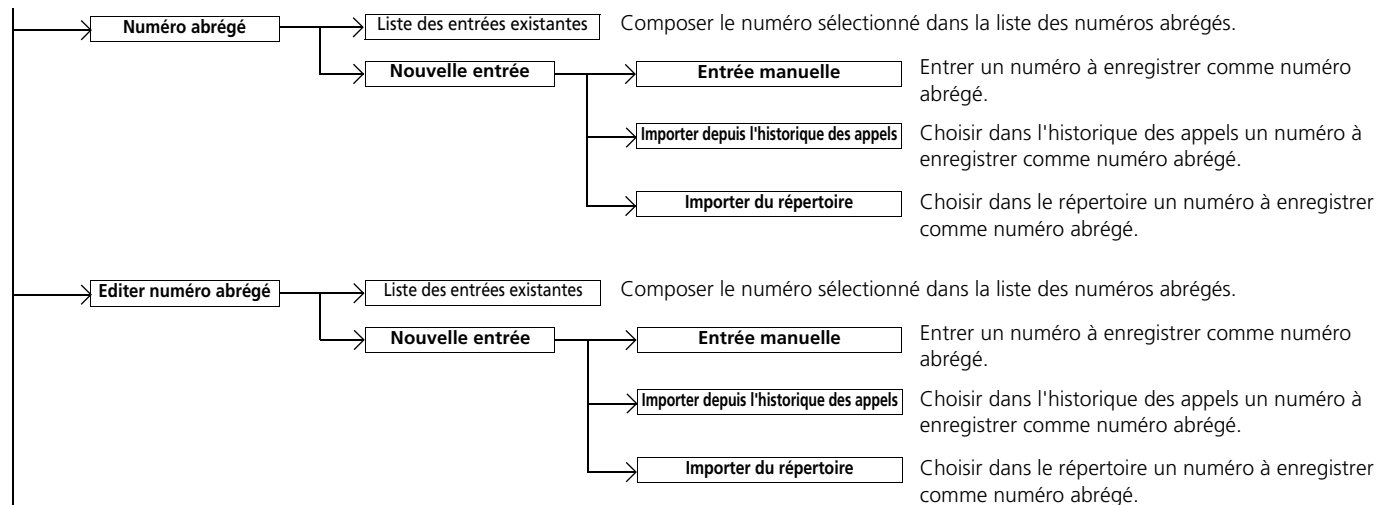 Numéro abrégé
Liste des entrées existantes
Composer le numéro sélectionné dans la liste des numéros abrégés.
Nouvelle entrée
Entrée manuelle
Entrer un numéro à enregistrer comme numéro
abrégé.
Importer depuis l'historique des appels
Choisir dans l'historique des appels un numéro à
enregistrer comme numéro abrégé.
Importer du répertoire
Choisir dans le répertoire un numéro à enregistrer
comme numéro abrégé.
Editer numéro abrégé
Liste des entrées existantes
Composer le numéro sélectionné dans la liste des numéros abrégés.
Nouvelle entrée
Entrée manuelle
Entrer un numéro à enregistrer comme numéro
abrégé.
Importer depuis l'historique des appels
Choisir dans l'historique des appels un numéro à
enregistrer comme numéro abrégé.
Importer du répertoire
Choisir dans le répertoire un numéro à enregistrer
comme numéro abrégé.